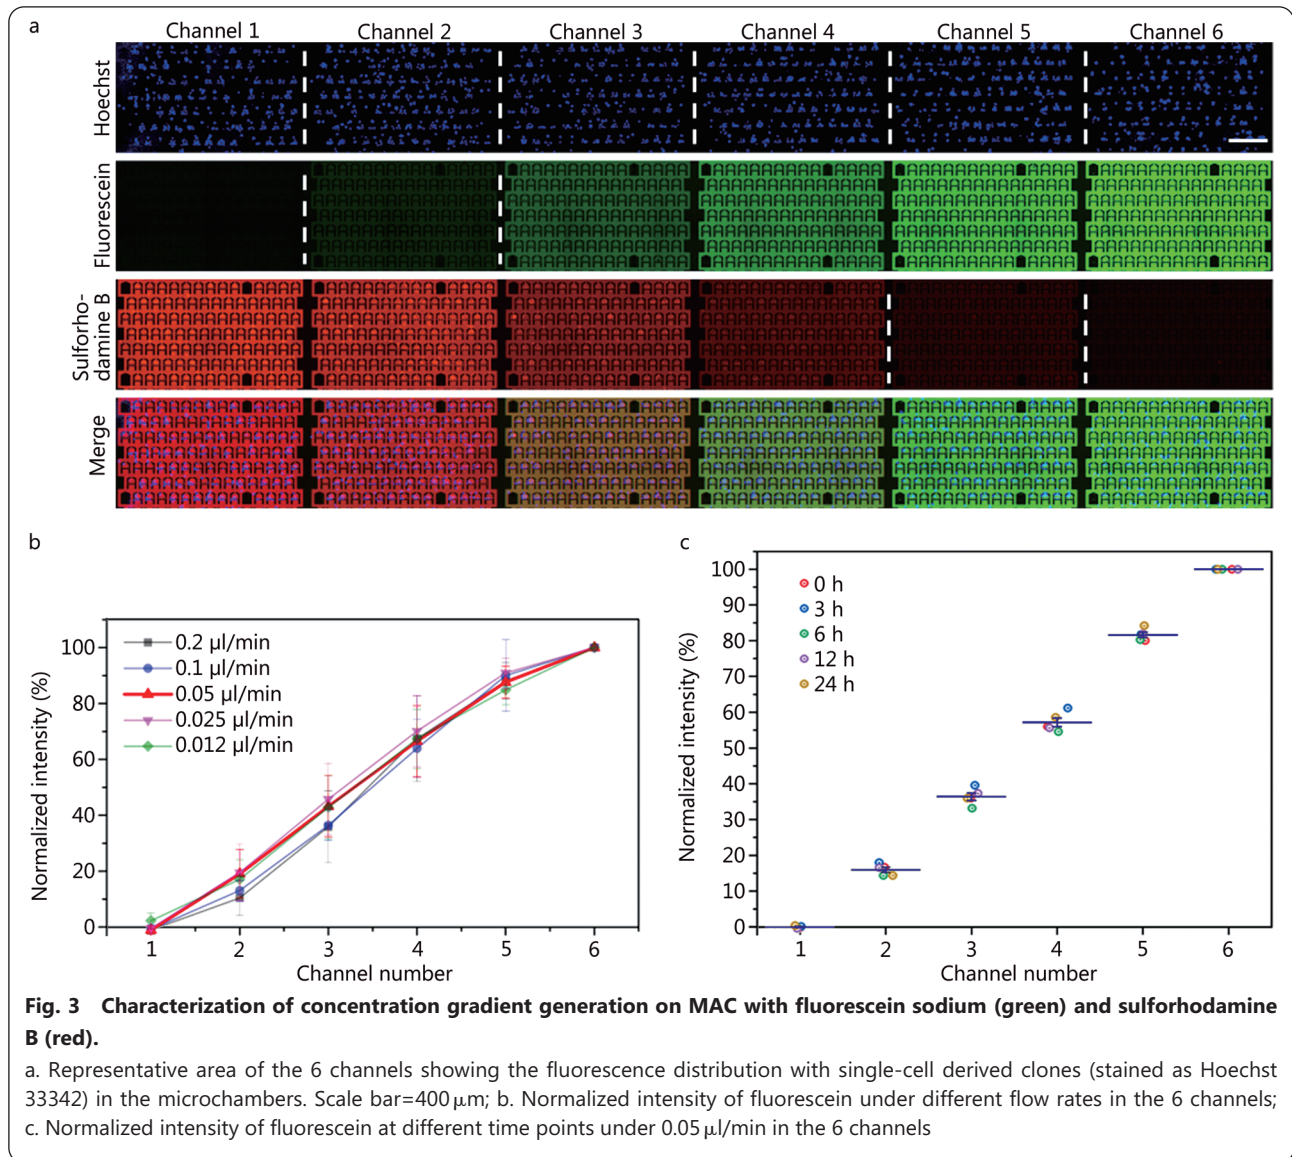 a
Channel 1 Channel 2 Channel 3 Channel 4 Channel 5 Channel 6
Hoechst
Fluorescein
Sulforho-
damine B
Merge
b
Normalized intensity (%)
100
80
60
40
20
0
0.2 µl/min
0.1 µl/min
0.05 µl/min
0.025 µl/min
0.012 µl/min
1 2 3 4 5 6
Channel number
c
Normalized intensity (%)
100
90
80
70
60
50
40
30
20
10
0
0 h
3 h
6 h
12 h
24 h
1 2 3 4 5 6
Channel number
Fig. 3 Characterization of concentration gradient generation on MAC with fluorescein sodium (green) and sulforhodamine
B (red).
a. Representative area of the 6 channels showing the fluorescence distribution with single-cell derived clones (stained as Hoechst
33342) in the microchambers. Scale bar=400 µm; b. Normalized intensity of fluorescein under different flow rates in the 6 channels;
c. Normalized intensity of fluorescein at different time points under 0.05 µl/min in the 6 channels